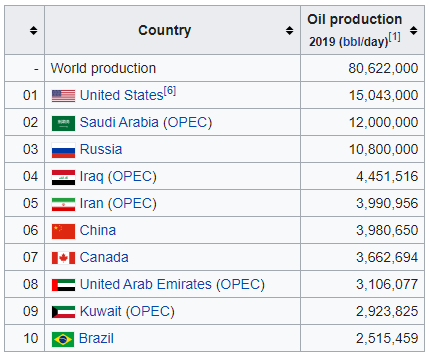 Country Oil production
2019 (bbl/day)[1]
- World production 80,622,000
01 United States[6] 15,043,000
02 Saudi Arabia (OPEC) 12,000,000
03 Russia 10,800,000
04 Iraq (OPEC) 4,451,516
05 Iran (OPEC) 3,990,956
06 China 3,980,650
07 Canada 3,662,694
08 United Arab Emirates (OPEC) 3,106,077
09 Kuwait (OPEC) 2,923,825
10 Brazil 2,515,459